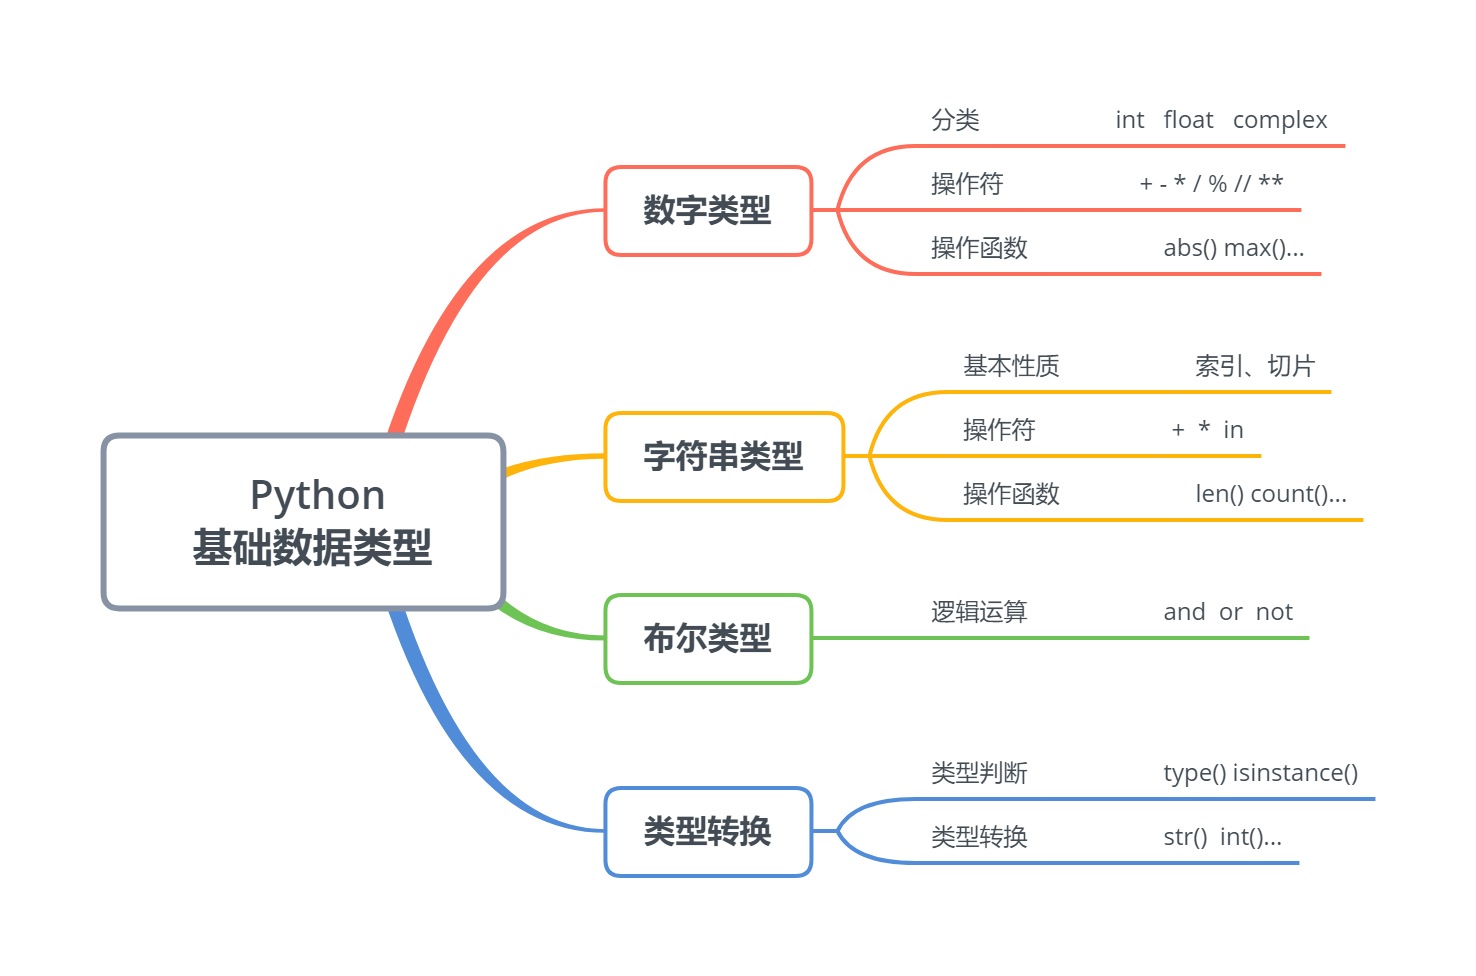 Python
基础数据类型
数字类型
分类 int float complex
操作符 + - * / % // **
操作函数 abs() max()...
字符串类型
基本性质 索引、切片
操作符 + * in
操作函数 len() count()...
布尔类型
逻辑运算 and or not
类型转换
类型判断 type() isinstance()
类型转换 str() int()...